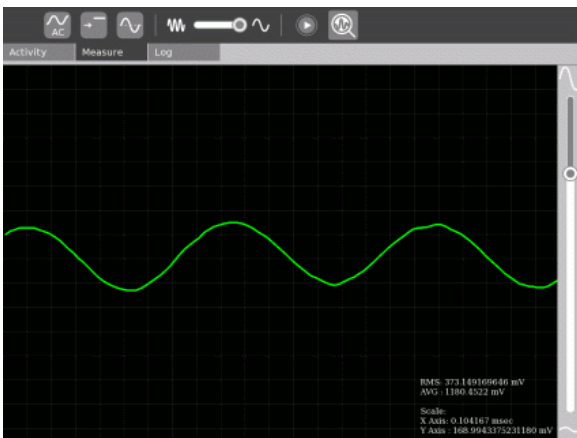 AC
Activity Measure Log
RMS: 373.149169646 mV
AVG : 1180.4522 mV
Scale:
X Axis: 0.104167 msec
Y Axis : 168.9943375231180 mV